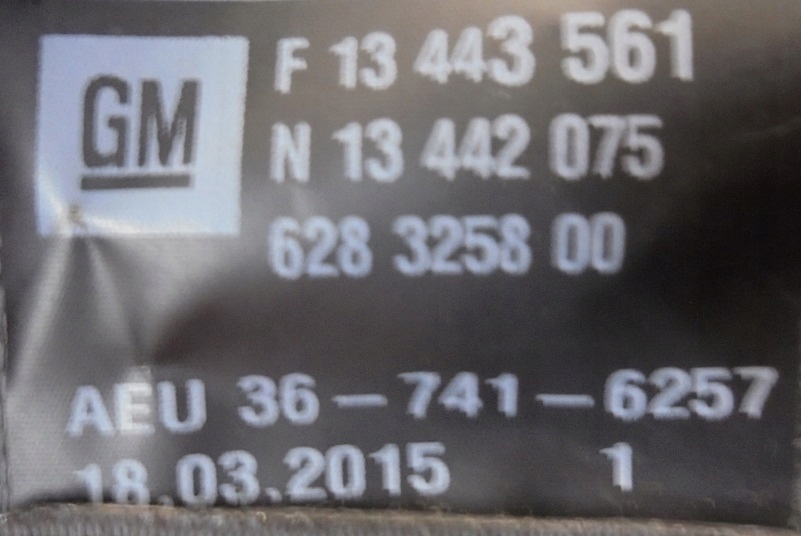 GM
F 13 443 561
N 13 442 075
628 3258 00
AEU 36-741-6257
18.03.2015 1